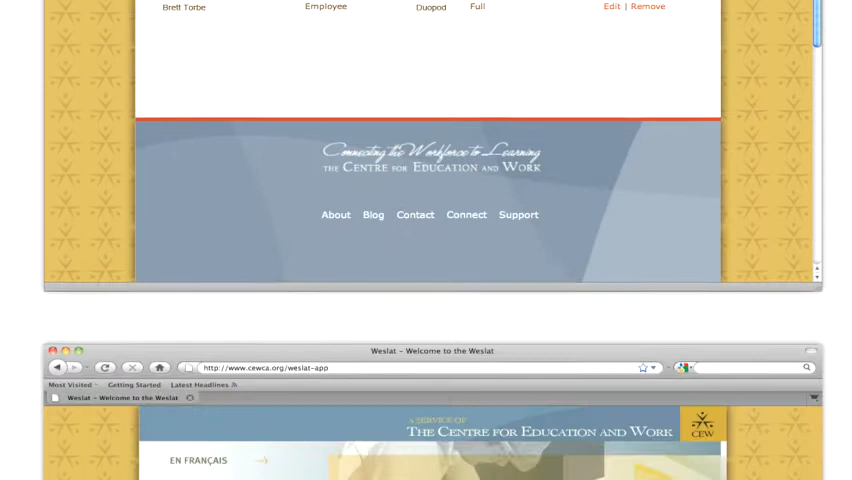 Brett Torbe Employee Duopod Full Edit | Remove
Connecting the Workforce to Learning
THE CENTRE FOR EDUCATION AND WORK
About Blog Contact Connect Support
Weslat – Welcome to the Weslat
http://www.cewca.org/weslat-app
Most Visited Getting Started Latest Headlines
Weslat – Welcome to the Weslat
A SERVICE OF
THE CENTRE FOR EDUCATION AND WORK
CEW
EN FRANÇAIS